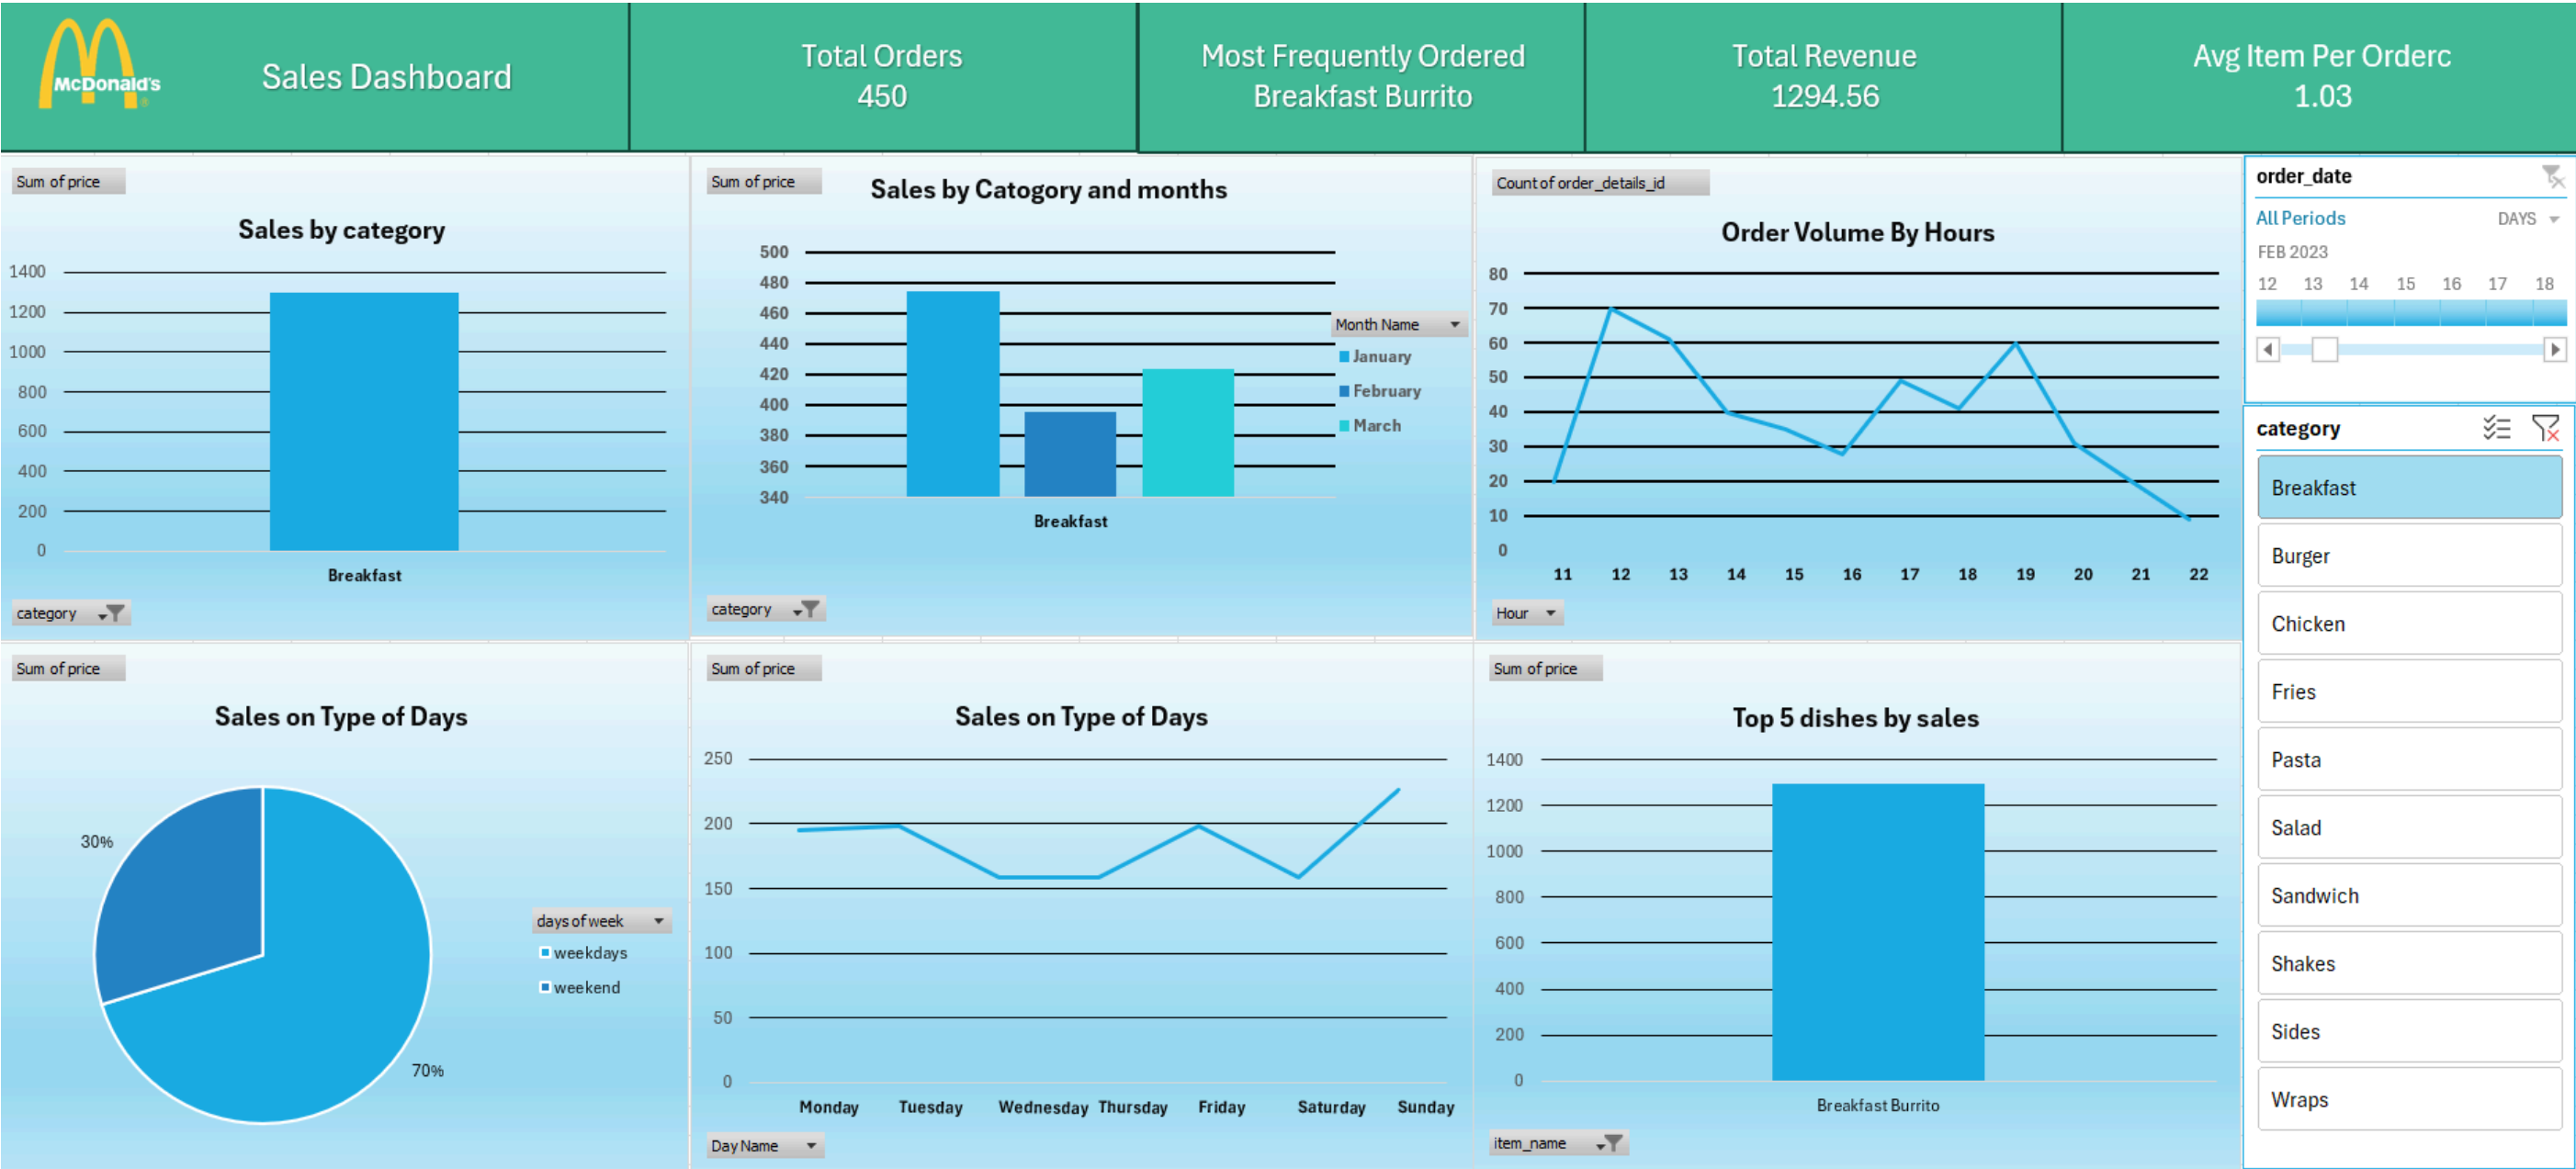 McDonald's
Sales Dashboard
Total Orders
450
Most Frequently Ordered
Breakfast Burrito
Total Revenue
1294.56
Avg Item Per Orderc
1.03
Sum of price
Sales by category
1400
1200
1000
800
600
400
200
0
Breakfast
category
Sum of price
Sales by Catogory and months
500
480
460
440
420
400
380
360
340
Breakfast
Month Name
January
February
March
category
Count of order_details_id
Order Volume By Hours
80
70
60
50
40
30
20
10
0
11 12 13 14 15 16 17 18 19 20 21 22
Hour
order_date
All Periods DAYS
FEB 2023
12 13 14 15 16 17 18
category
Breakfast
Burger
Chicken
Fries
Pasta
Salad
Sandwich
Shakes
Sides
Wraps
Sum of price
Sales on Type of Days
30%
70%
days of week
weekdays
weekend
Sum of price
Sales on Type of Days
250
200
150
100
50
0
Monday Tuesday Wednesday Thursday Friday Saturday Sunday
Day Name
Sum of price
Top 5 dishes by sales
1400
1200
1000
800
600
400
200
0
Breakfast Burrito
item_name